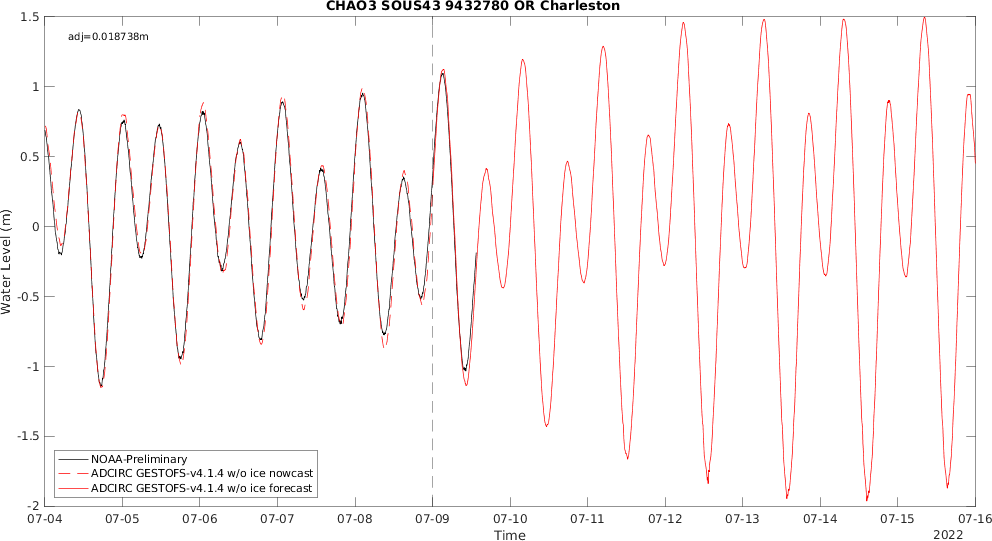 CHAO3 SOUS43 9432780 OR Charleston
adj=0.018738m
1.5
1
0.5
0
-0.5
-1
-1.5
-2
Water Level (m)
NOAA-Preliminary
ADCIRC GESTOFS-v4.1.4 w/o ice nowcast
ADCIRC GESTOFS-v4.1.4 w/o ice forecast
07-04 07-05 07-06 07-07 07-08 07-09 07-10 07-11 07-12 07-13 07-14 07-15 07-16
Time
2022